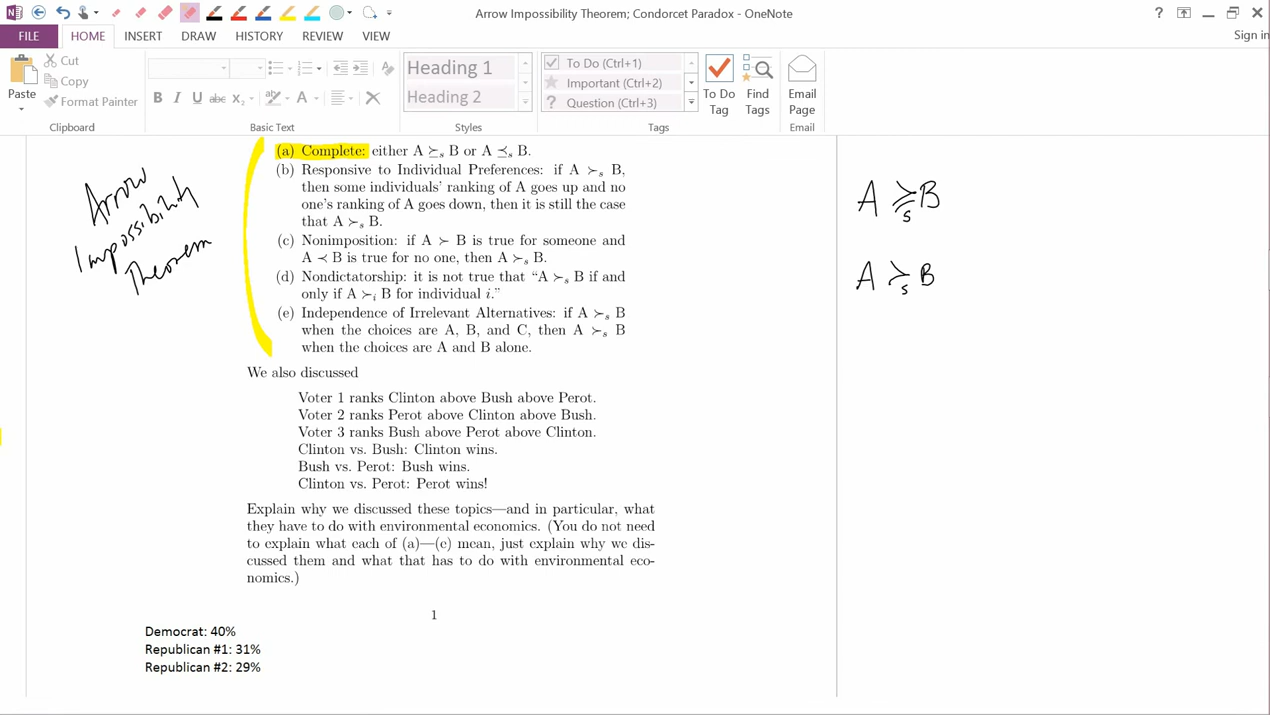 Arrow Impossibility Theorem; Condorcet Paradox - OneNote
FILE HOME INSERT DRAW HISTORY REVIEW VIEW
Sign in
Paste
Cut
Copy
Format Painter
Clipboard
B I U abc X₂ A
Basic Text
Heading 1
Heading 2
Styles
To Do (Ctrl+1)
Important (Ctrl+2)
? Question (Ctrl+3)
Tags
To Do Tag
Find Tags
Email Page
Email
(a) Complete: either A ⪰ₛ B or A ⪯ₛ B.
(b) Responsive to Individual Preferences: if A ≻ₛ B,
then some individuals' ranking of A goes up and no
one's ranking of A goes down, then it is still the case
that A ≻ₛ B.
(c) Nonimposition: if A ≻ B is true for someone and
A ≺ B is true for no one, then A ≻ₛ B.
(d) Nondictatorship: it is not true that “A ≻ₛ B if and
only if A ≻ᵢ B for individual i.”
(e) Independence of Irrelevant Alternatives: if A ≻ₛ B
when the choices are A, B, and C, then A ≻ₛ B
when the choices are A and B alone.
Arrow
Impossibility
Theorem
We also discussed
Voter 1 ranks Clinton above Bush above Perot.
Voter 2 ranks Perot above Clinton above Bush.
Voter 3 ranks Bush above Perot above Clinton.
Clinton vs. Bush: Clinton wins.
Bush vs. Perot: Bush wins.
Clinton vs. Perot: Perot wins!
Explain why we discussed these topics—and in particular, what
they have to do with environmental economics. (You do not need
to explain what each of (a)—(e) mean, just explain why we dis-
cussed them and what that has to do with environmental eco-
nomics.)
1
Democrat: 40%
Republican #1: 31%
Republican #2: 29%
A ⪰ₛ B
A ≻ₛ B